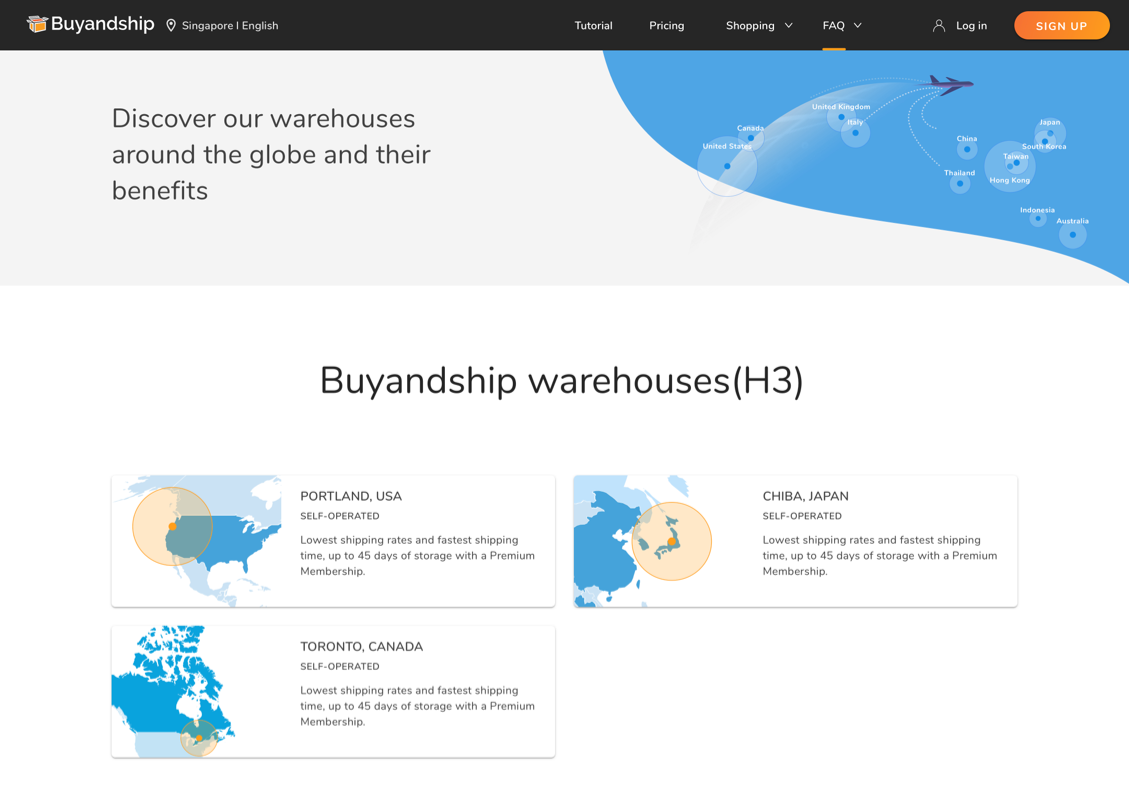 Buyandship
Singapore I English
Tutorial
Pricing
Shopping
FAQ
Log in
SIGN UP
Discover our warehouses
around the globe and their
benefits
United Kingdom
Italy
Canada
United States
Japan
China
South Korea
Taiwan
Thailand
Hong Kong
Indonesia
Australia
Buyandship warehouses(H3)
PORTLAND, USA
SELF-OPERATED
Lowest shipping rates and fastest shipping
time, up to 45 days of storage with a Premium
Membership.
CHIBA, JAPAN
SELF-OPERATED
Lowest shipping rates and fastest shipping
time, up to 45 days of storage with a Premium
Membership.
TORONTO, CANADA
SELF-OPERATED
Lowest shipping rates and fastest shipping
time, up to 45 days of storage with a Premium
Membership.